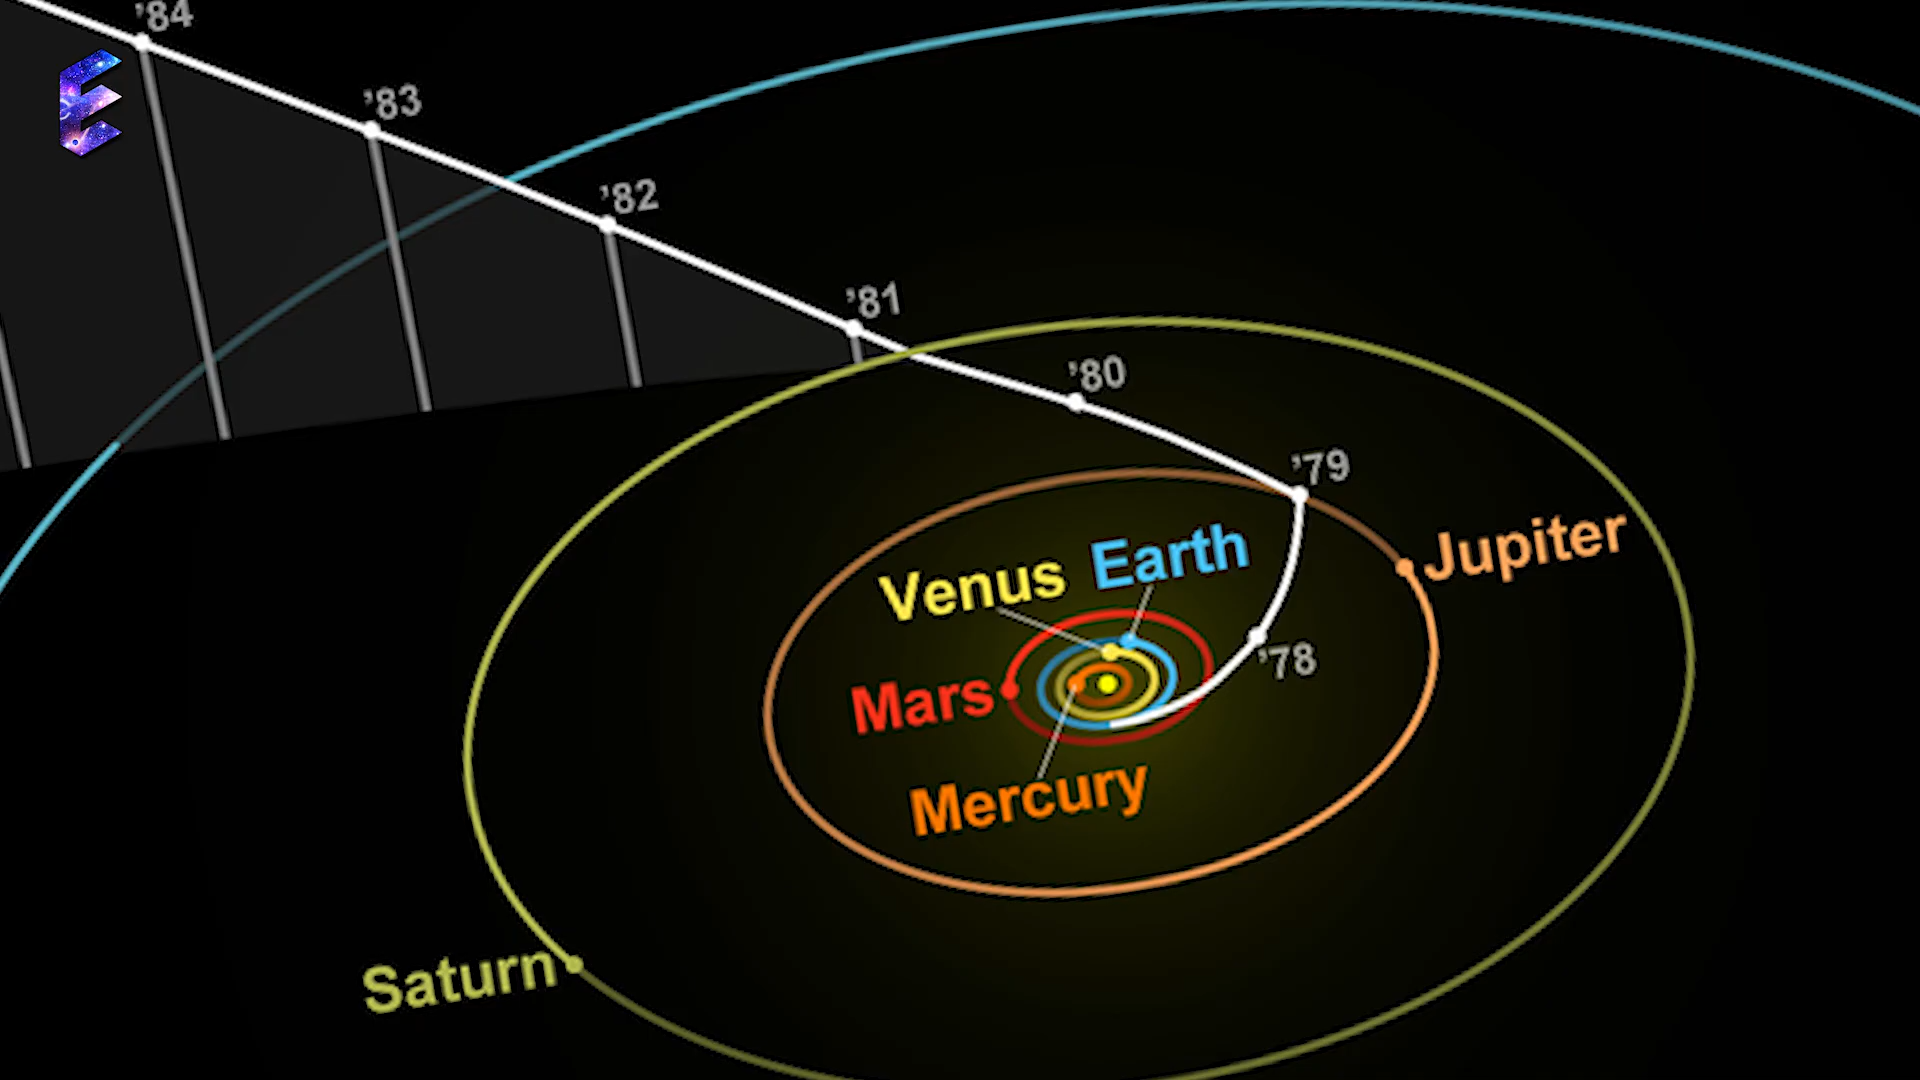 '84
'83
'82
'81
'80
'79
Jupiter
Earth
Venus
'78
Mars
Mercury
Saturn
E